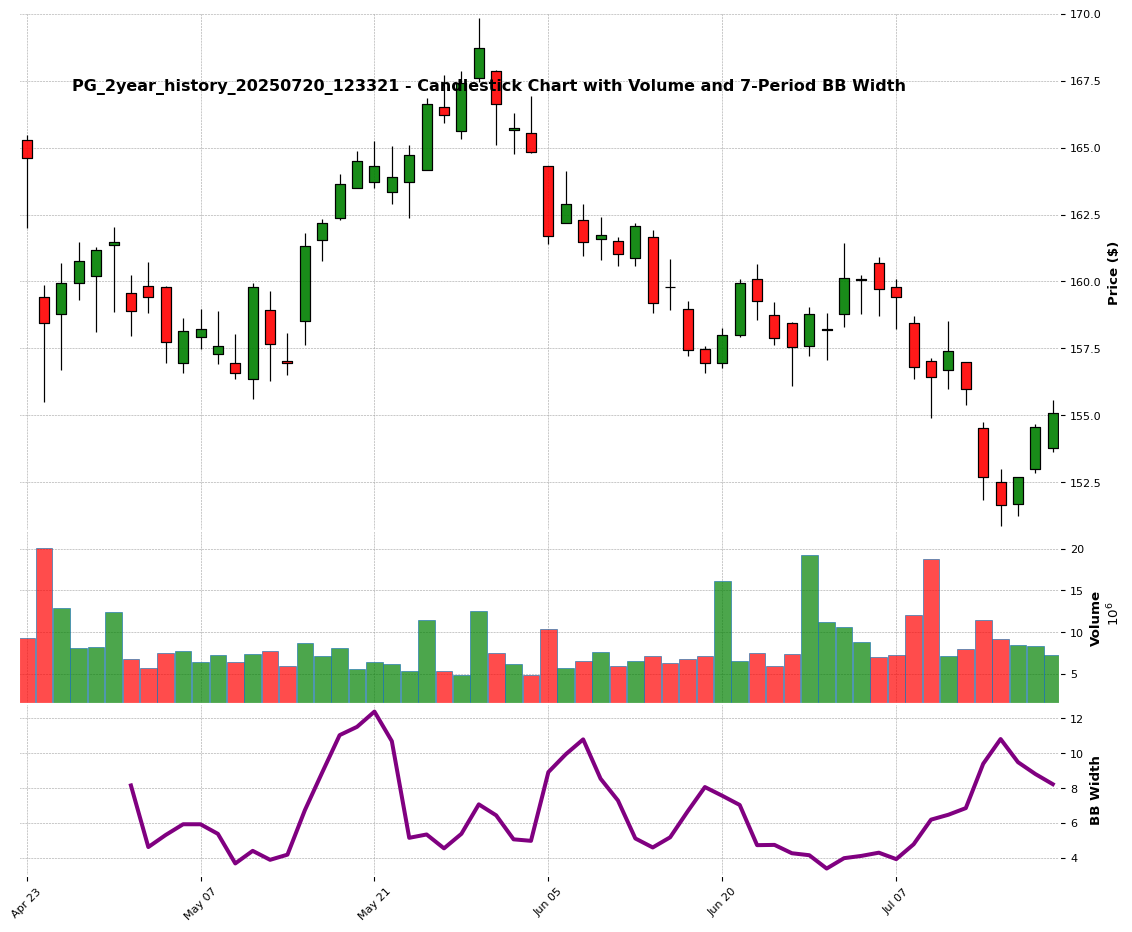 PG_2year_history_20250720_123321 - Candlestick Chart with Volume and 7-Period BB Width
170.0
167.5
165.0
162.5
160.0
157.5
155.0
152.5
Price ($)
20
15
10
5
Volume
10^6
12
10
8
6
4
BB Width
Apr 23
May 07
May 21
Jun 05
Jun 20
Jul 07